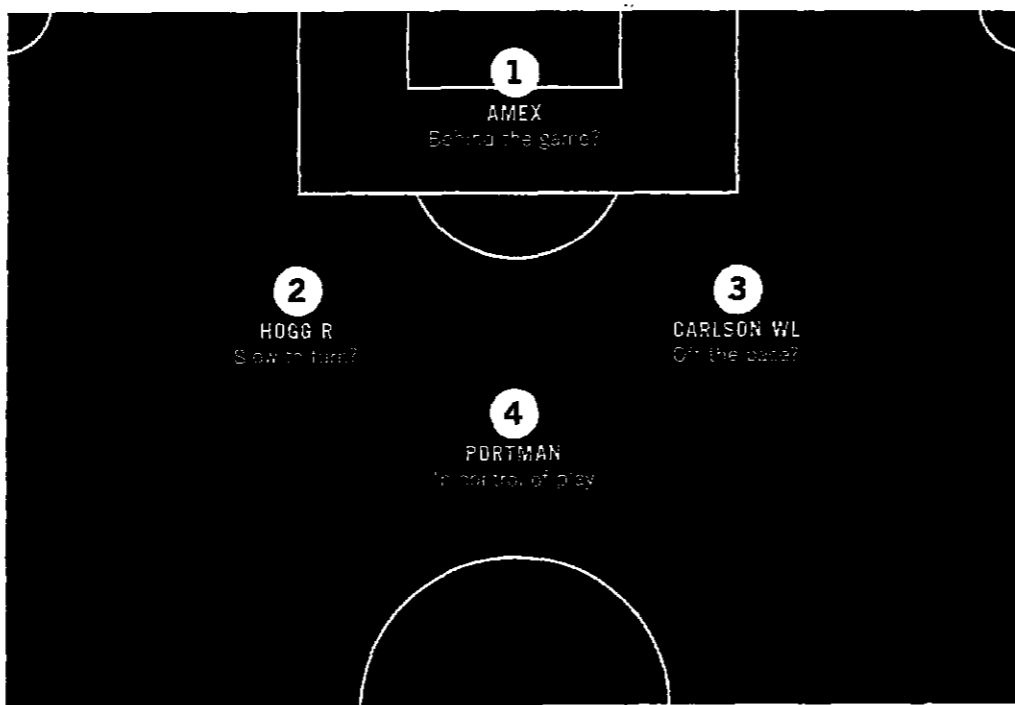 1
AMEX
Behind the game?
2
HOGG R
Slow to turn?
3
CARLSON WL
Off the pace?
4
PORTMAN
In control of play